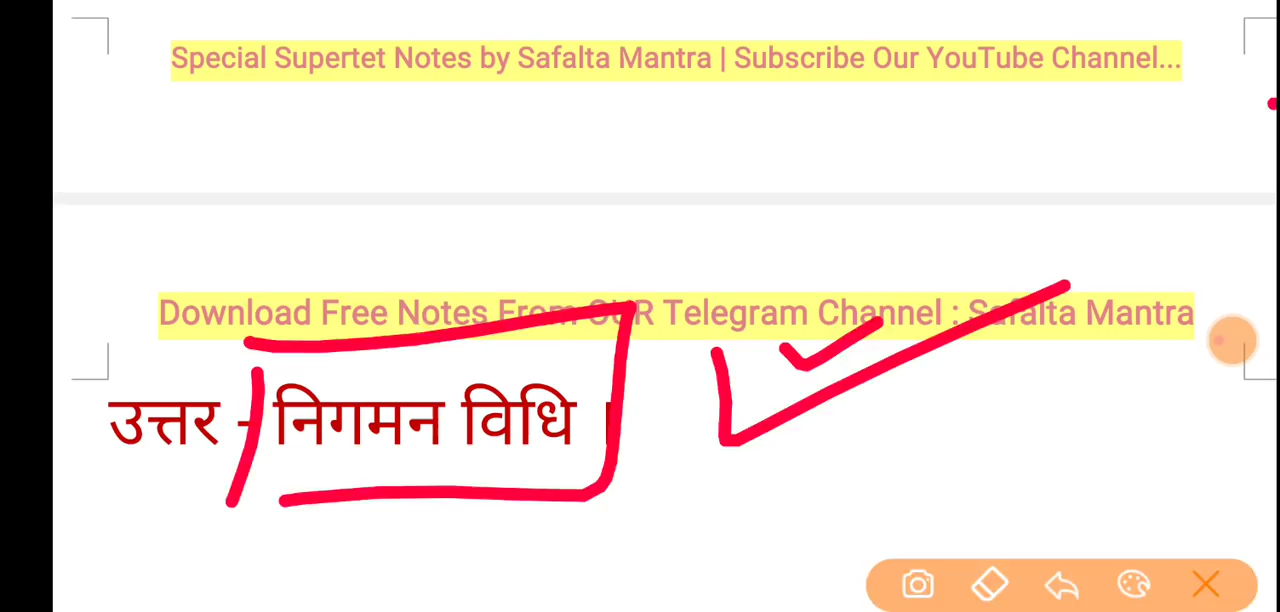 Special Supertet Notes by Safalta Mantra | Subscribe Our YouTube Channel...
Download Free Notes From OUR Telegram Channel : Safalta Mantra
उत्तर - निगमन विधि ।